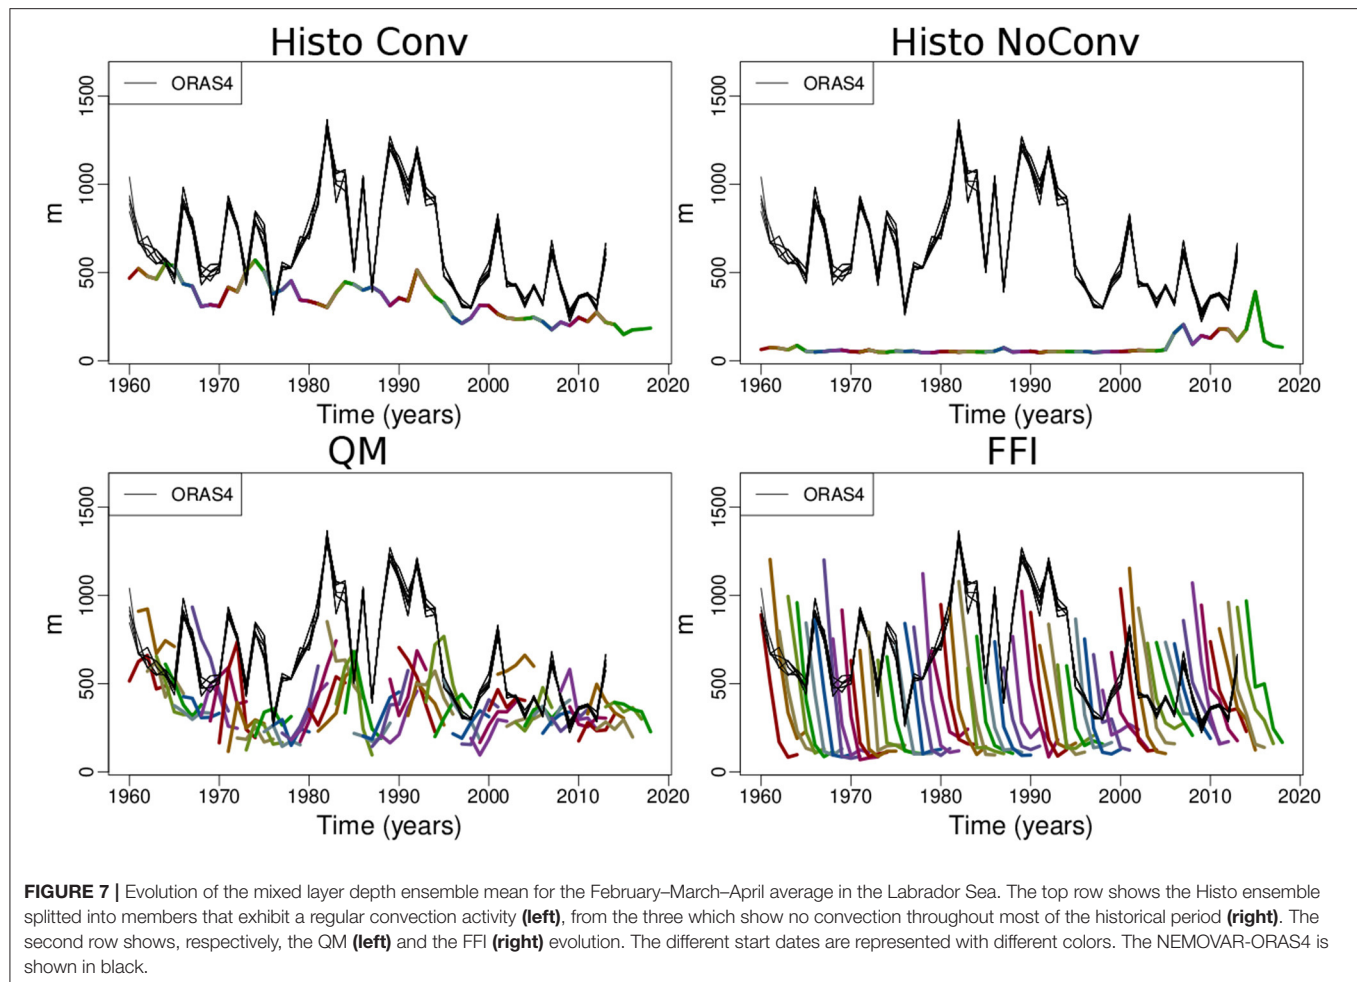 Histo Conv
ORAS4
1500
1000
500
0
m
1960 1970 1980 1990 2000 2010 2020
Time (years)
Histo NoConv
ORAS4
1500
1000
500
0
m
1960 1970 1980 1990 2000 2010 2020
Time (years)
QM
ORAS4
1500
1000
500
0
m
1960 1970 1980 1990 2000 2010 2020
Time (years)
FFI
ORAS4
1500
1000
500
0
m
1960 1970 1980 1990 2000 2010 2020
Time (years)
FIGURE 7 | Evolution of the mixed layer depth ensemble mean for the February–March–April average in the Labrador Sea. The top row shows the Histo ensemble
splitted into members that exhibit a regular convection activity (left), from the three which show no convection throughout most of the historical period (right). The
second row shows, respectively, the QM (left) and the FFI (right) evolution. The different start dates are represented with different colors. The NEMOVAR-ORAS4 is
shown in black.